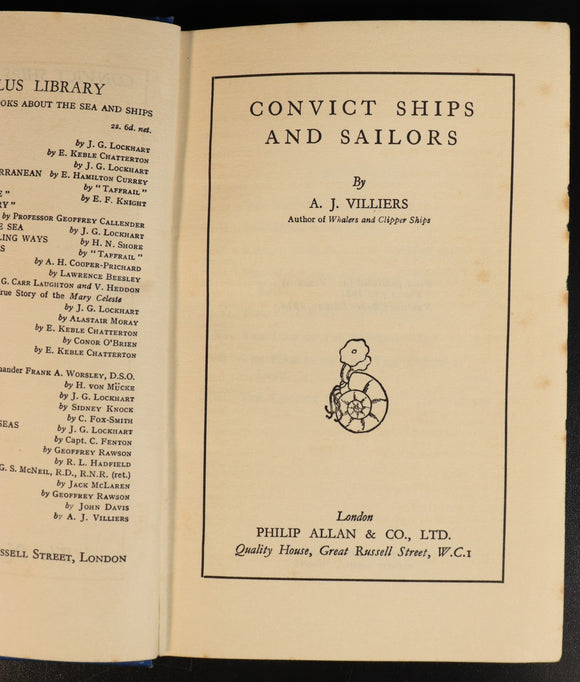 LUS LIBRARY
OKS ABOUT THE SEA AND SHIPS
2s. 6d. net.
by J. G. LOCKHART
by E. KEBLE CHATTERTON
by J. G. LOCKHART
RRANEAN by E. HAMILTON CURREY
by "TAFFRAIL"
E" by E. F. KNIGHT
RY"
by PROFESSOR GEOFFREY CALLENDER
E SEA by J. G. LOCKHART
LING WAYS by H. N. SHORE
S by "TAFFRAIL"
by A. H. COOPER-PRICHARD
by LAWRENCE BEESLEY
G. CARR LAUGHTON and V. HEDDON
rue Story of the Mary Celeste
by J. G. LOCKHART
by ALASTAIR MORAY
by E. KEBLE CHATTERTON
by CONOR O'BRIEN
by E. KEBLE CHATTERTON
mander FRANK A. WORSLEY, D.S.O.
by H. VON MÜCKE
by J. G. LOCKHART
by SIDNEY KNOCK
by C. FOX-SMITH
SEAS by J. G. LOCKHART
by Capt. C. FENTON
by GEOFFREY RAWSON
by R. L. HADFIELD
G. S. MCNEIL, R.D., R.N.R. (ret.)
by JACK MCLAREN
by GEOFFREY RAWSON
by JOHN DAVIS
by A. J. VILLIERS
SSELL STREET, LONDON
CONVICT SHIPS
AND SAILORS
By
A. J. VILLIERS
Author of Whalers and Clipper Ships
London
PHILIP ALLAN & CO., LTD.
Quality House, Great Russell Street, W.C.1